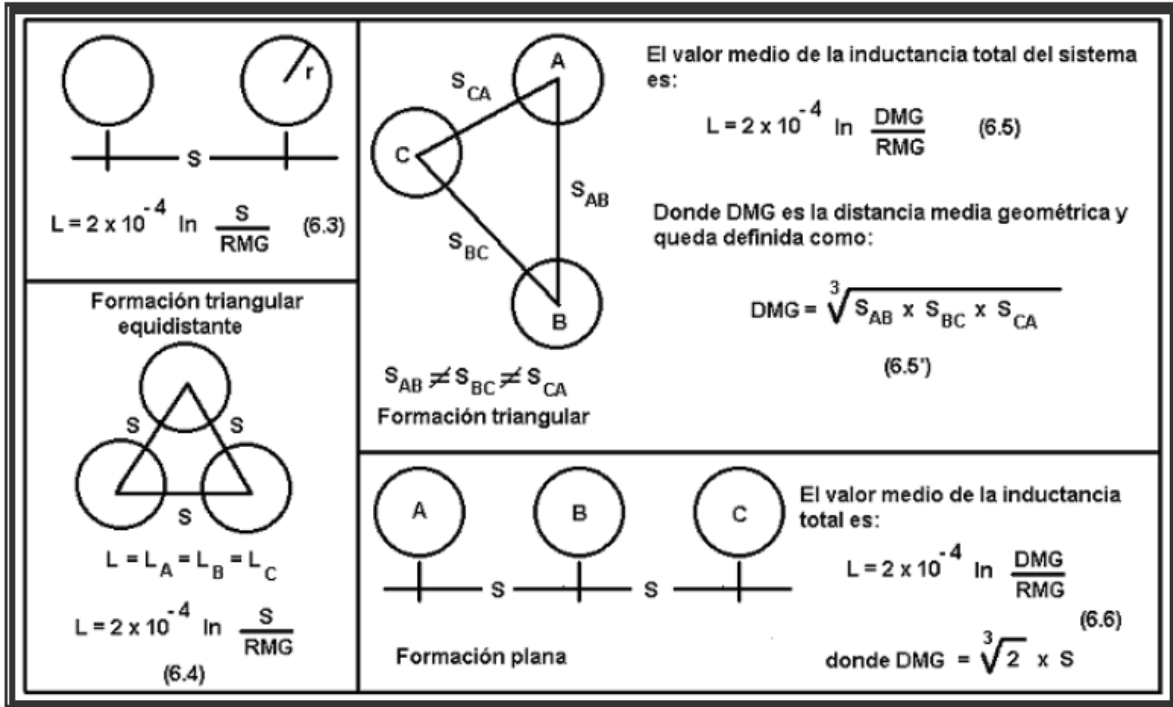 r
S
L = 2 x 10^-4 ln S/RMG (6.3)
Formación triangular
equidistante
S S
S
L = L_A = L_B = L_C
L = 2 x 10^-4 ln S/RMG
(6.4)
A
S_CA
C
S_AB
S_BC
B
S_AB ≠ S_BC ≠ S_CA
Formación triangular
El valor medio de la inductancia total del sistema
es:
L = 2 x 10^-4 ln DMG/RMG (6.5)
Donde DMG es la distancia media geométrica y
queda definida como:
DMG = ∛(S_AB x S_BC x S_CA)
(6.5')
A B C
S S
Formación plana
El valor medio de la inductancia
total es:
L = 2 x 10^-4 ln DMG/RMG
(6.6)
donde DMG = ∛2 x S